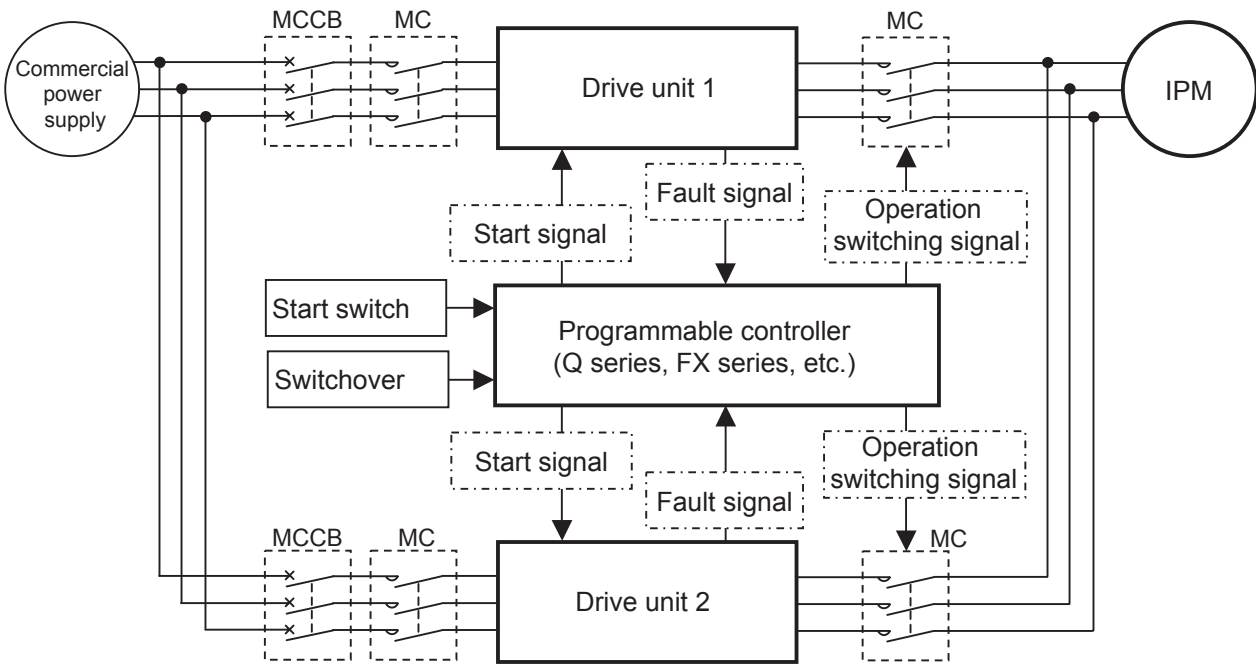 MCCB
MC
MC
Commercial
power
supply
Drive unit 1
IPM
Fault signal
Start signal
Operation
switching signal
Start switch
Programmable controller
(Q series, FX series, etc.)
Switchover
Start signal
Operation
switching signal
Fault signal
MCCB
MC
MC
Drive unit 2